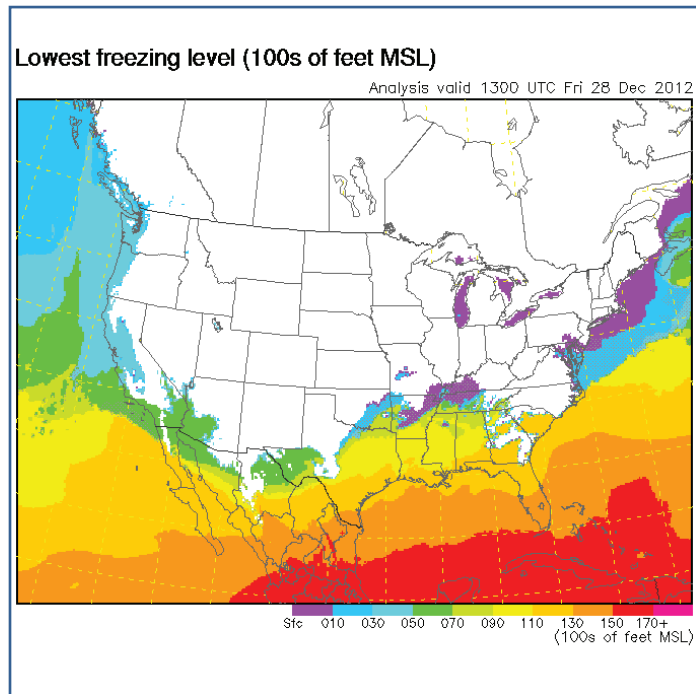 Lowest freezing level (100s of feet MSL)
Analysis valid 1300 UTC Fri 28 Dec 2012
Sfc 010 030 050 070 090 110 130 150 170+
(100s of feet MSL)